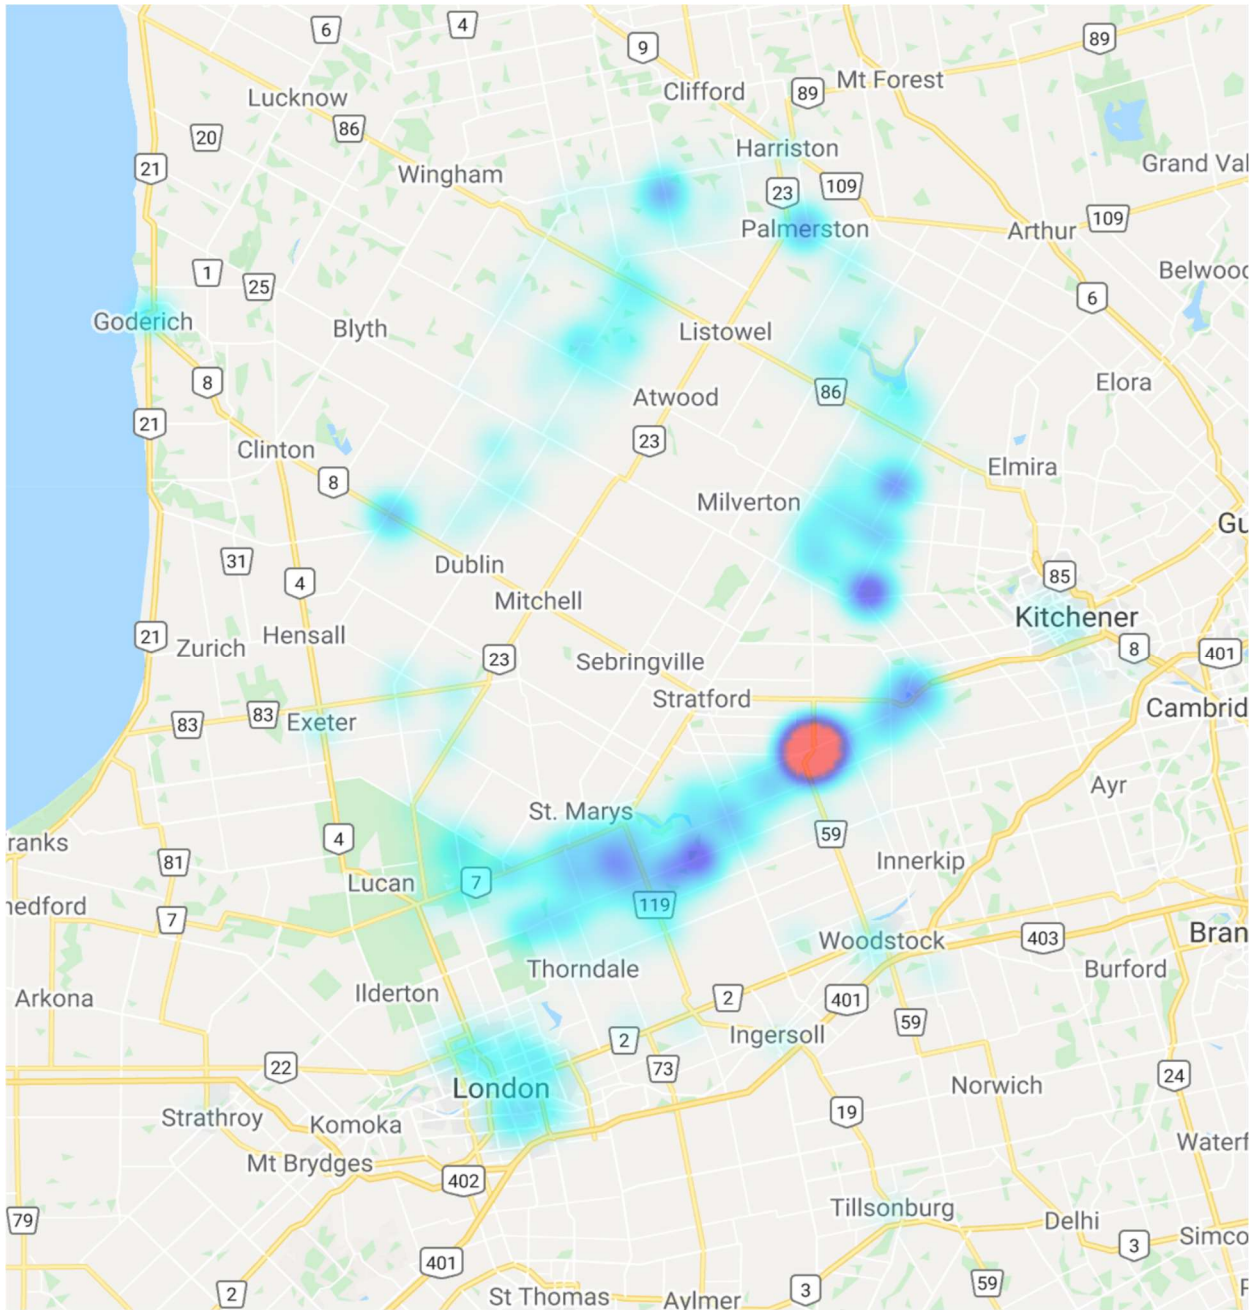 6
4
9
89
Lucknow
Clifford
89
Mt Forest
20
86
Harriston
21
Wingham
23
109
Grand Val
Palmerston
109
Arthur
1
25
Belwood
6
Goderich
Blyth
Listowel
8
86
Elora
Atwood
21
23
Clinton
8
Elmira
Milverton
Gu
31
Dublin
85
4
Mitchell
Kitchener
21
Zurich
Hensall
23
Sebringville
8
401
Stratford
83
83
Exeter
Cambrid
Ayr
St. Marys
ranks
4
59
81
Lucan
7
Innerkip
119
nedford
7
Woodstock
403
Bran
Thorndale
Burford
Arkona
Ilderton
2
401
59
2
Ingersoll
22
73
London
Norwich
24
Strathroy
Komoka
19
Mt Brydges
Waterf
402
79
Tillsonburg
Delhi
Simco
3
401
2
St Thomas
Aylmer
3
59